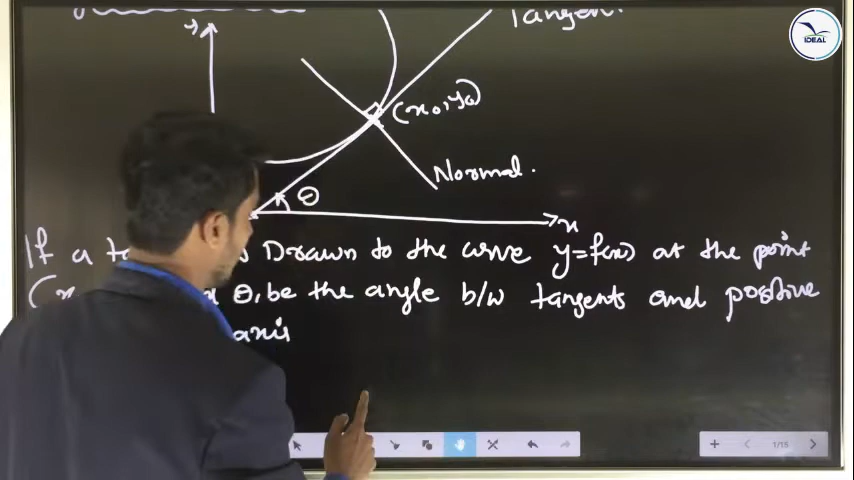 IDEAL
y
(x0, y0)
Normal.
θ
x
If a Drawn to the curve y=f(x) at the point
θ, be the angle b/w tangents and positive
axis
1/15